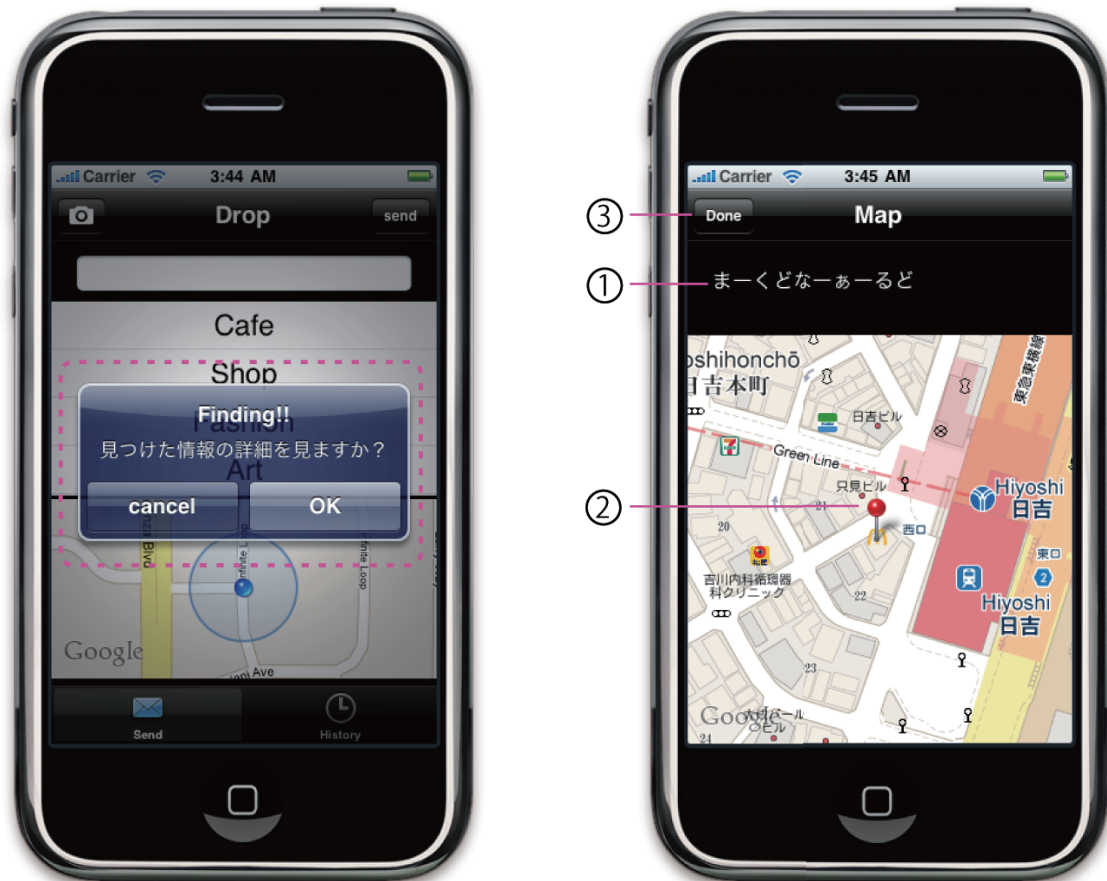 Carrier 3:44 AM
Drop
send
Cafe
Shop
Fashion
Art
Finding!!
見つけた情報の詳細を見ますか？
cancel
OK
Infinite Loop
Infinite Loop
Google
Ave
Send
History
Carrier 3:45 AM
③
Done
Map
①
まーくどなーぁーるど
oshihonchō
日吉本町
東急東横線
日吉ビル
Green Line
只見ビル
②
Hiyoshi
日吉
西口
東口
20
21
2
吉川内科循環器
科クリニック
22
Hiyoshi
日吉
23
Google
ビル
24